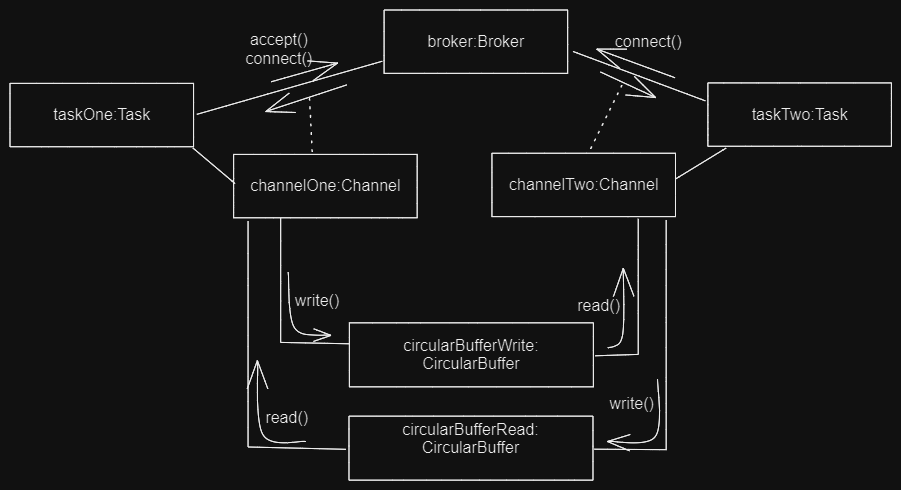 broker:Broker
accept()
connect()
connect()
taskOne:Task
taskTwo:Task
channelOne:Channel
channelTwo:Channel
write()
read()
circularBufferWrite:
CircularBuffer
read()
write()
circularBufferRead:
CircularBuffer